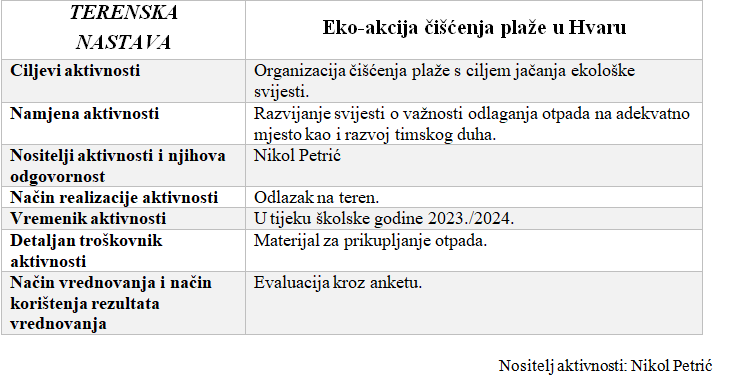 TERENSKA
NASTAVA
Eko-akcija čišćenja plaže u Hvaru
Ciljevi aktivnosti
Organizacija čišćenja plaže s ciljem jačanja ekološke
svijesti.
Namjena aktivnosti
Razvijanje svijesti o važnosti odlaganja otpada na adekvatno
mjesto kao i razvoj timskog duha.
Nositelji aktivnosti i njihova
odgovornost
Nikol Petrić
Način realizacije aktivnosti
Odlazak na teren.
Vremenik aktivnosti
U tijeku školske godine 2023./2024.
Detaljan troškovnik
aktivnosti
Materijal za prikupljanje otpada.
Način vrednovanja i način
korištenja rezultata
vrednovanja
Evaluacija kroz anketu.
Nositelj aktivnosti: Nikol Petrić